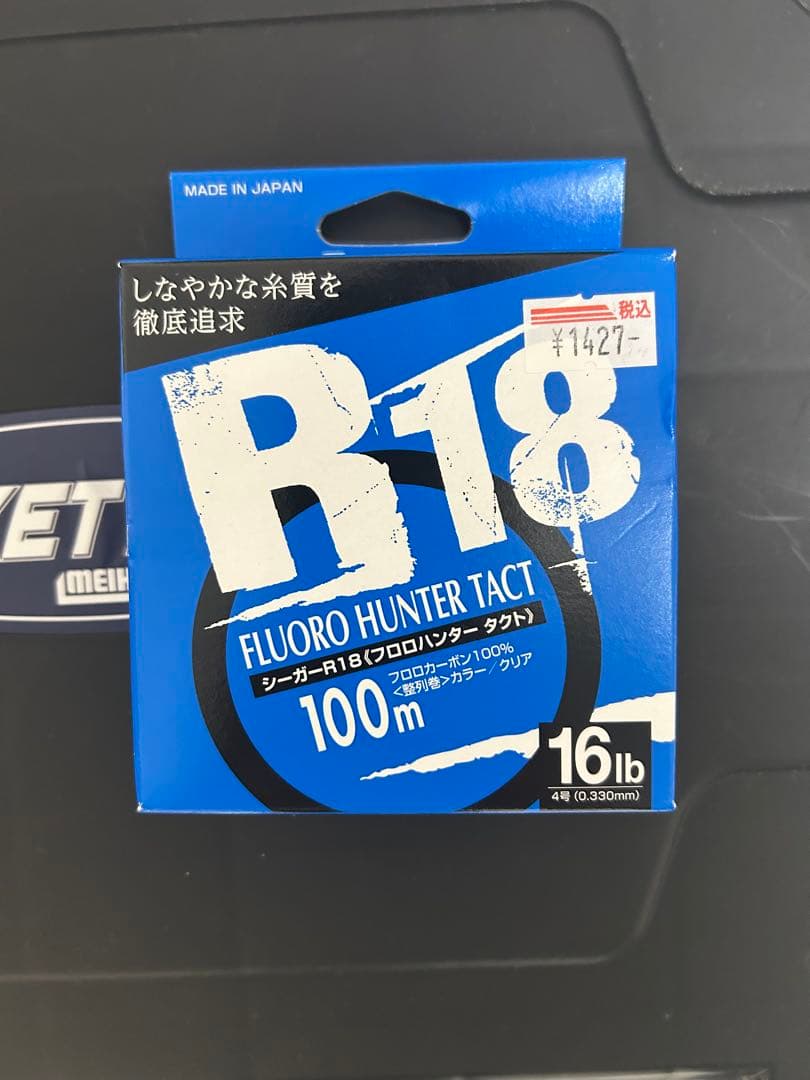 MADE IN JAPAN
しなやかな糸質を
徹底追求
税込
¥1427-
R18
FLUORO HUNTER TACT
シーガーR18《フロロハンター タクト》
フロロカーボン100%
<整列巻>カラー/クリア
100m
16lb
4号(0.330mm)